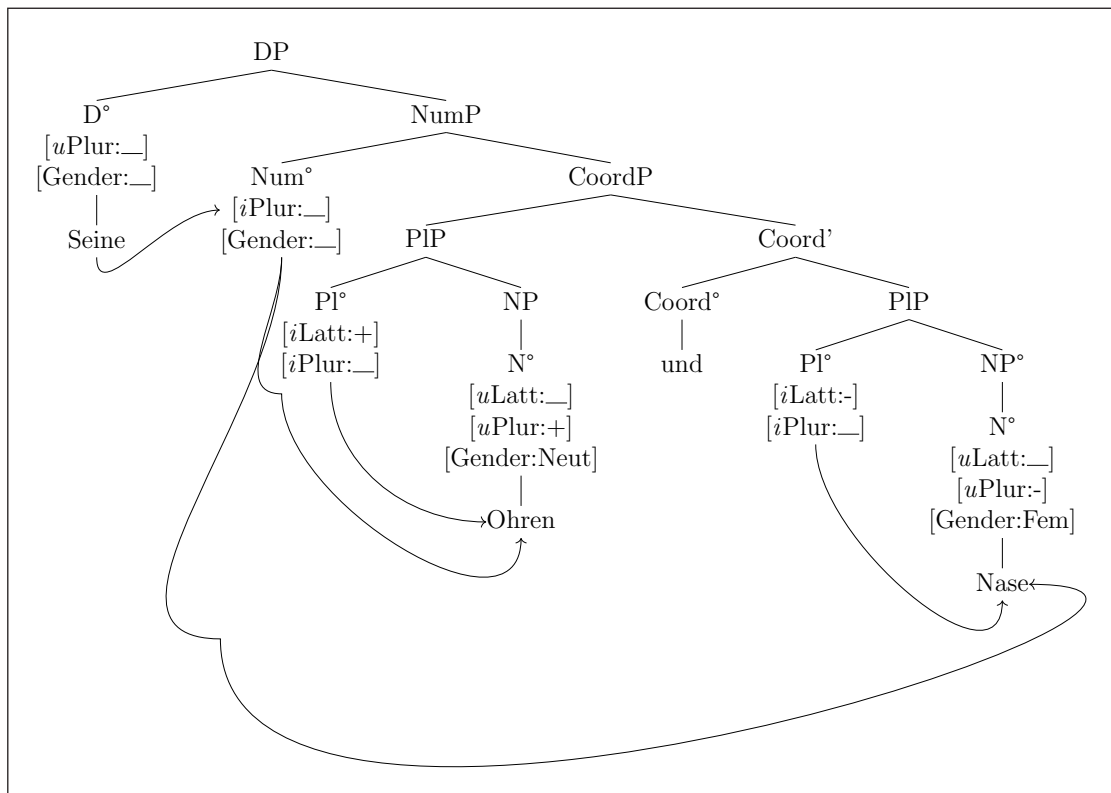 DP
D° NumP
[uPlur:__]
[Gender:__] Num° CoordP
[iPlur:__]
Seine [Gender:__] PlP Coord'
Pl° NP Coord° PlP
[iLatt:+]
[iPlur:__] N° und Pl° NP°
[uLatt:__] [iLatt:-]
[uPlur:+] [iPlur:__] N°
[Gender:Neut] [uLatt:__]
[uPlur:-]
Ohren [Gender:Fem]
Nase